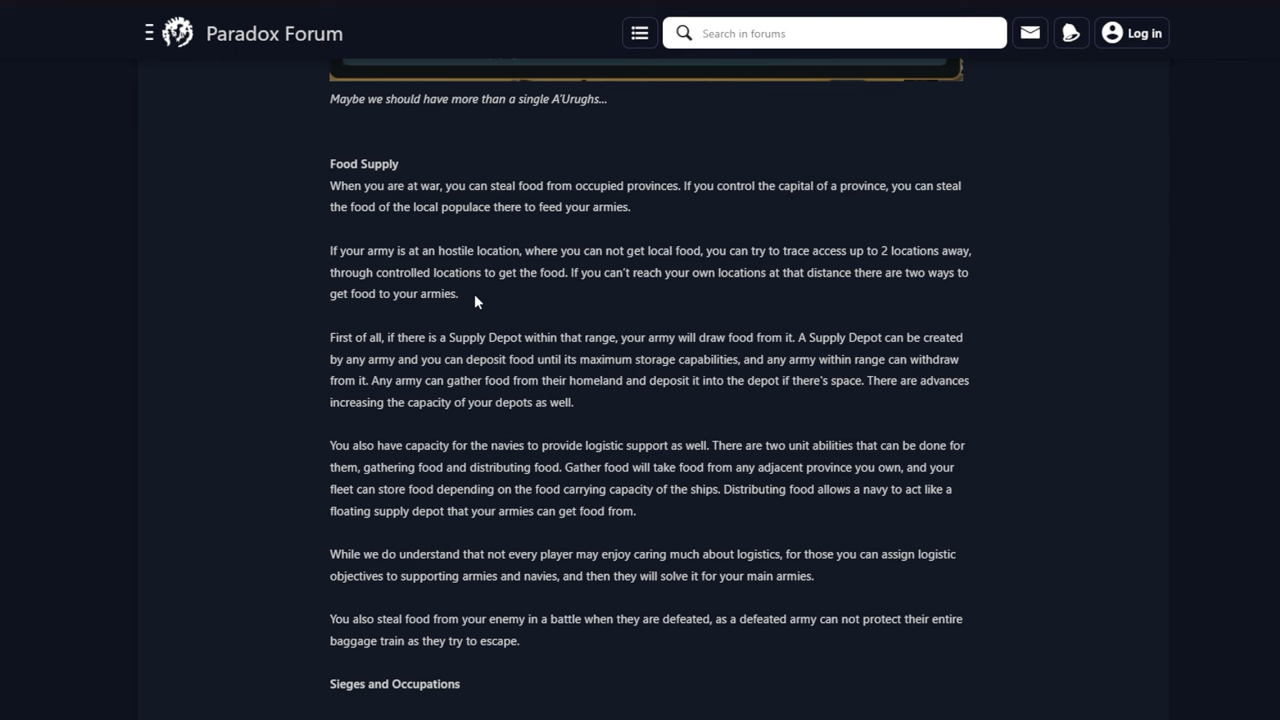 Paradox Forum
Search in forums
Log in
Maybe we should have more than a single A'Urughs...
Food Supply
When you are at war, you can steal food from occupied provinces. If you control the capital of a province, you can steal
the food of the local populace there to feed your armies.
If your army is at an hostile location, where you can not get local food, you can try to trace access up to 2 locations away,
through controlled locations to get the food. If you can't reach your own locations at that distance there are two ways to
get food to your armies.
First of all, if there is a Supply Depot within that range, your army will draw food from it. A Supply Depot can be created
by any army and you can deposit food until its maximum storage capabilities, and any army within range can withdraw
from it. Any army can gather food from their homeland and deposit it into the depot if there's space. There are advances
increasing the capacity of your depots as well.
You also have capacity for the navies to provide logistic support as well. There are two unit abilities that can be done for
them, gathering food and distributing food. Gather food will take food from any adjacent province you own, and your
fleet can store food depending on the food carrying capacity of the ships. Distributing food allows a navy to act like a
floating supply depot that your armies can get food from.
While we do understand that not every player may enjoy caring much about logistics, for those you can assign logistic
objectives to supporting armies and navies, and then they will solve it for your main armies.
You also steal food from your enemy in a battle when they are defeated, as a defeated army can not protect their entire
baggage train as they try to escape.
Sieges and Occupations